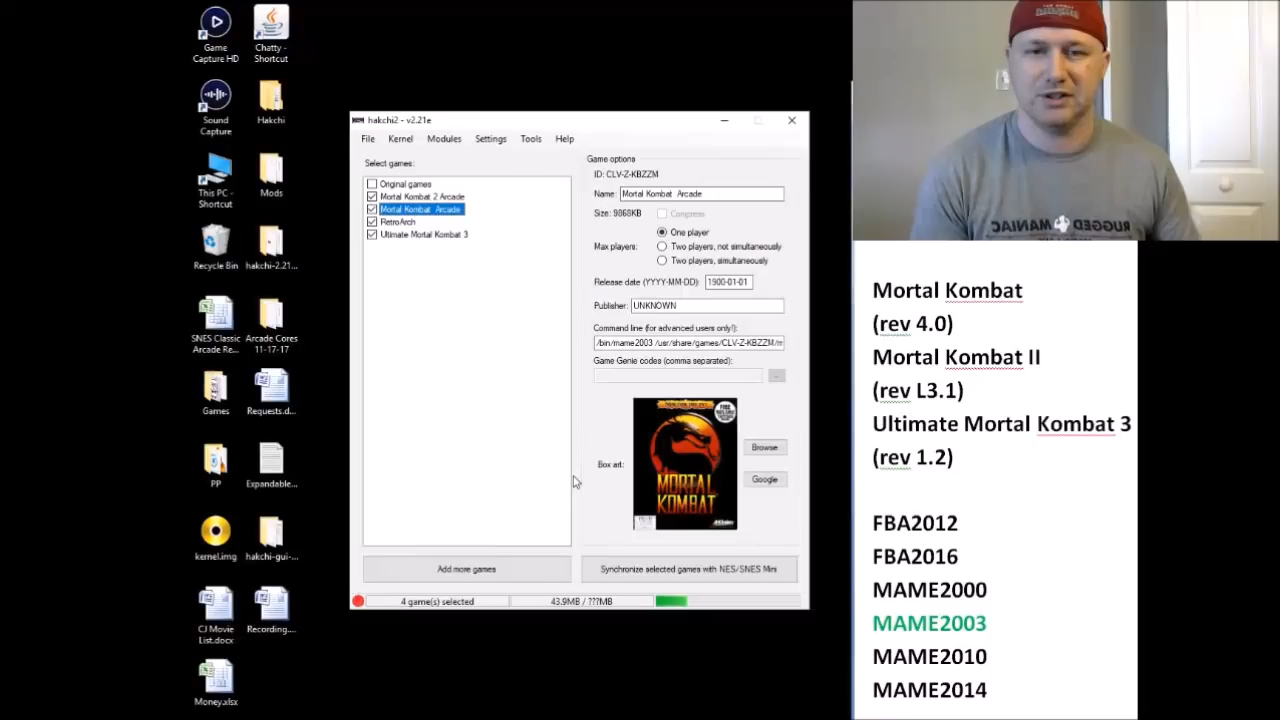 Game
Capture HD
Chatty -
Shortcut
Sound
Capture
Hakchi
This PC -
Shortcut
Mods
Recycle Bin
hakchi-2.21...
SNES Classic
Arcade Re...
Arcade Cores
11-17-17
Games
Requests.d...
PP
Expandable...
kernel.img
hakchi-gui-...
CJ Movie
List.docx
Recording....
Money.xlsx
hakchi2 - v2.21e
File Kernel Modules Settings Tools Help
Select games:
Original games
Mortal Kombat 2 Arcade
Mortal Kombat Arcade
RetroArch
Ultimate Mortal Kombat 3
Add more games
Game options
ID: CLV-Z-KBZZM
Name: Mortal Kombat Arcade
Size: 9868KB Compress
Max players:
One player
Two players, not simultaneously
Two players, simultaneously
Release date (YYYY-MM-DD): 1900-01-01
Publisher: UNKNOWN
Command line (for advanced users only!):
/bin/mame2003 /usr/share/games/CLV-Z-KBZZM/m
Game Genie codes (comma separated):
...
Box art:
MORTAL
KOMBAT
Browse
Google
Synchronize selected games with NES/SNES Mini
4 game(s) selected 43.9MB / ???MB
RUGGED MANIAC
Mortal Kombat
(rev 4.0)
Mortal Kombat II
(rev L3.1)
Ultimate Mortal Kombat 3
(rev 1.2)
FBA2012
FBA2016
MAME2000
MAME2003
MAME2010
MAME2014